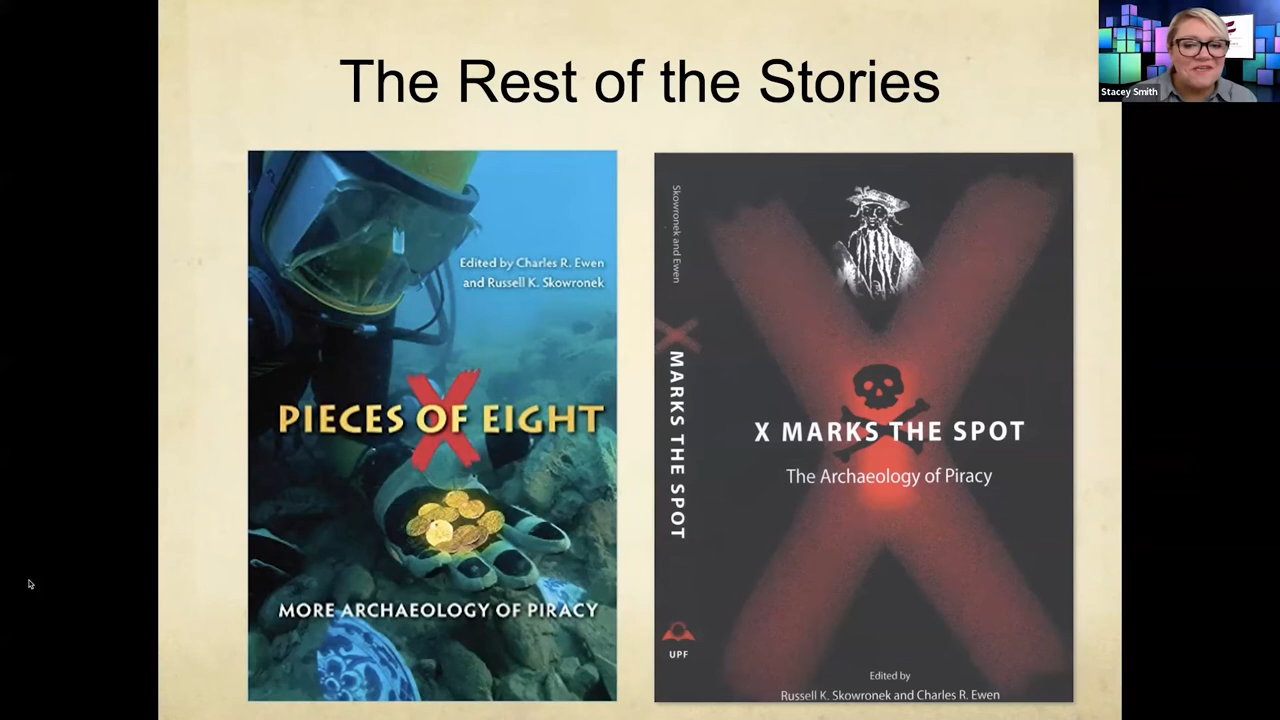 The Rest of the Stories
Stacey Smith
Edited by Charles R. Ewen
and Russell K. Skowronek
PIECES OF EIGHT
X
MORE ARCHAEOLOGY OF PIRACY
Skowronek and Ewen
X MARKS THE SPOT
UPF
X MARKS THE SPOT
The Archaeology of Piracy
Edited by
Russell K. Skowronek and Charles R. Ewen